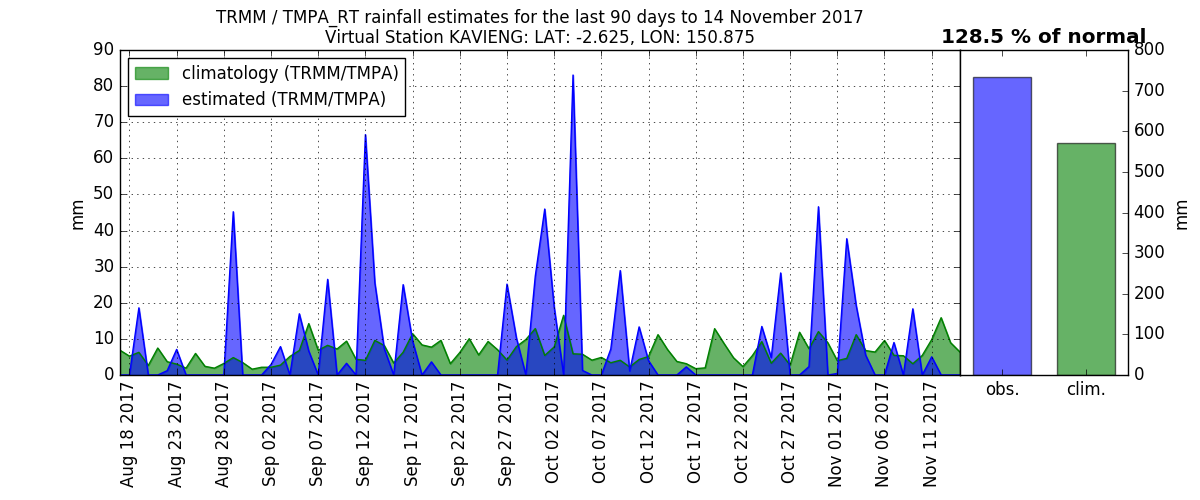 TRMM / TMPA_RT rainfall estimates for the last 90 days to 14 November 2017
Virtual Station KAVIENG: LAT: -2.625, LON: 150.875
128.5 % of normal
climatology (TRMM/TMPA)
estimated (TRMM/TMPA)
mm
90
80
70
60
50
40
30
20
10
0
Aug 18 2017
Aug 23 2017
Aug 28 2017
Sep 02 2017
Sep 07 2017
Sep 12 2017
Sep 17 2017
Sep 22 2017
Sep 27 2017
Oct 02 2017
Oct 07 2017
Oct 12 2017
Oct 17 2017
Oct 22 2017
Oct 27 2017
Nov 01 2017
Nov 06 2017
Nov 11 2017
obs.
clim.
800
700
600
500
400
300
200
100
0
mm